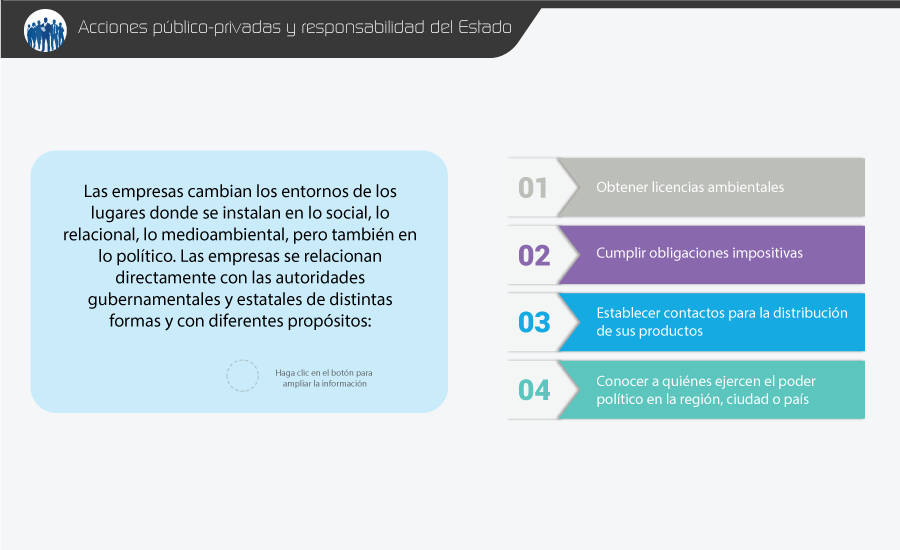 Acciones público-privadas y responsabilidad del Estado
Las empresas cambian los entornos de los
lugares donde se instalan en lo social, lo
relacional, lo medioambiental, pero también en
lo político. Las empresas se relacionan
directamente con las autoridades
gubernamentales y estatales de distintas
formas y con diferentes propósitos:
Haga clic en el botón para
ampliar la información
01
Obtener licencias ambientales
02
Cumplir obligaciones impositivas
03
Establecer contactos para la distribución
de sus productos
04
Conocer a quiénes ejercen el poder
político en la región, ciudad o país